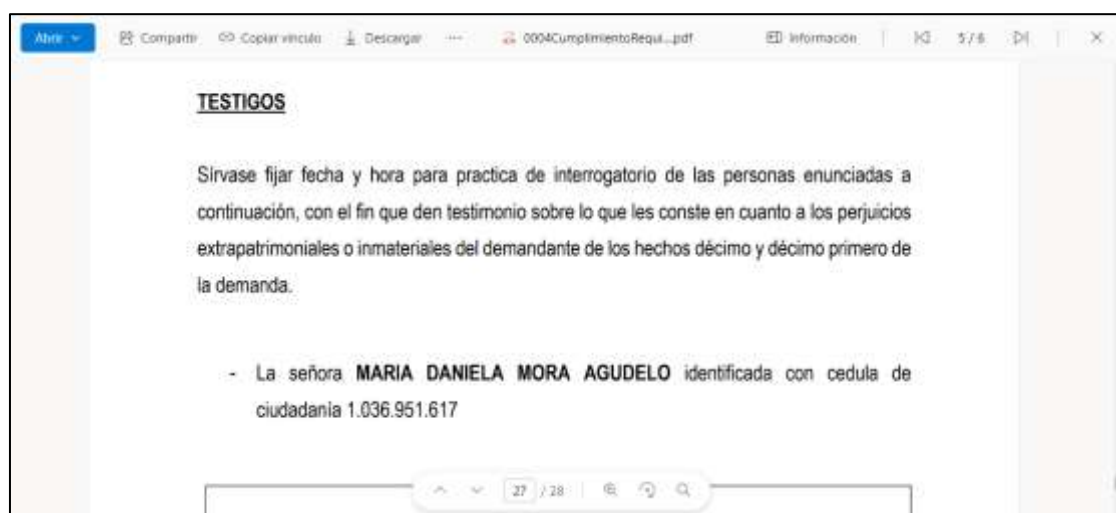 Abrir Compartir Copiar vínculo Descargar ··· 0004CumplimientoRequi...pdf Información 5 / 6
TESTIGOS
Sírvase fijar fecha y hora para practica de interrogatorio de las personas enunciadas a
continuación, con el fin que den testimonio sobre lo que les conste en cuanto a los perjuicios
extrapatrimoniales o inmateriales del demandante de los hechos décimo y décimo primero de
la demanda.
- La señora MARIA DANIELA MORA AGUDELO identificada con cedula de
ciudadanía 1.036.951.617
27 / 28